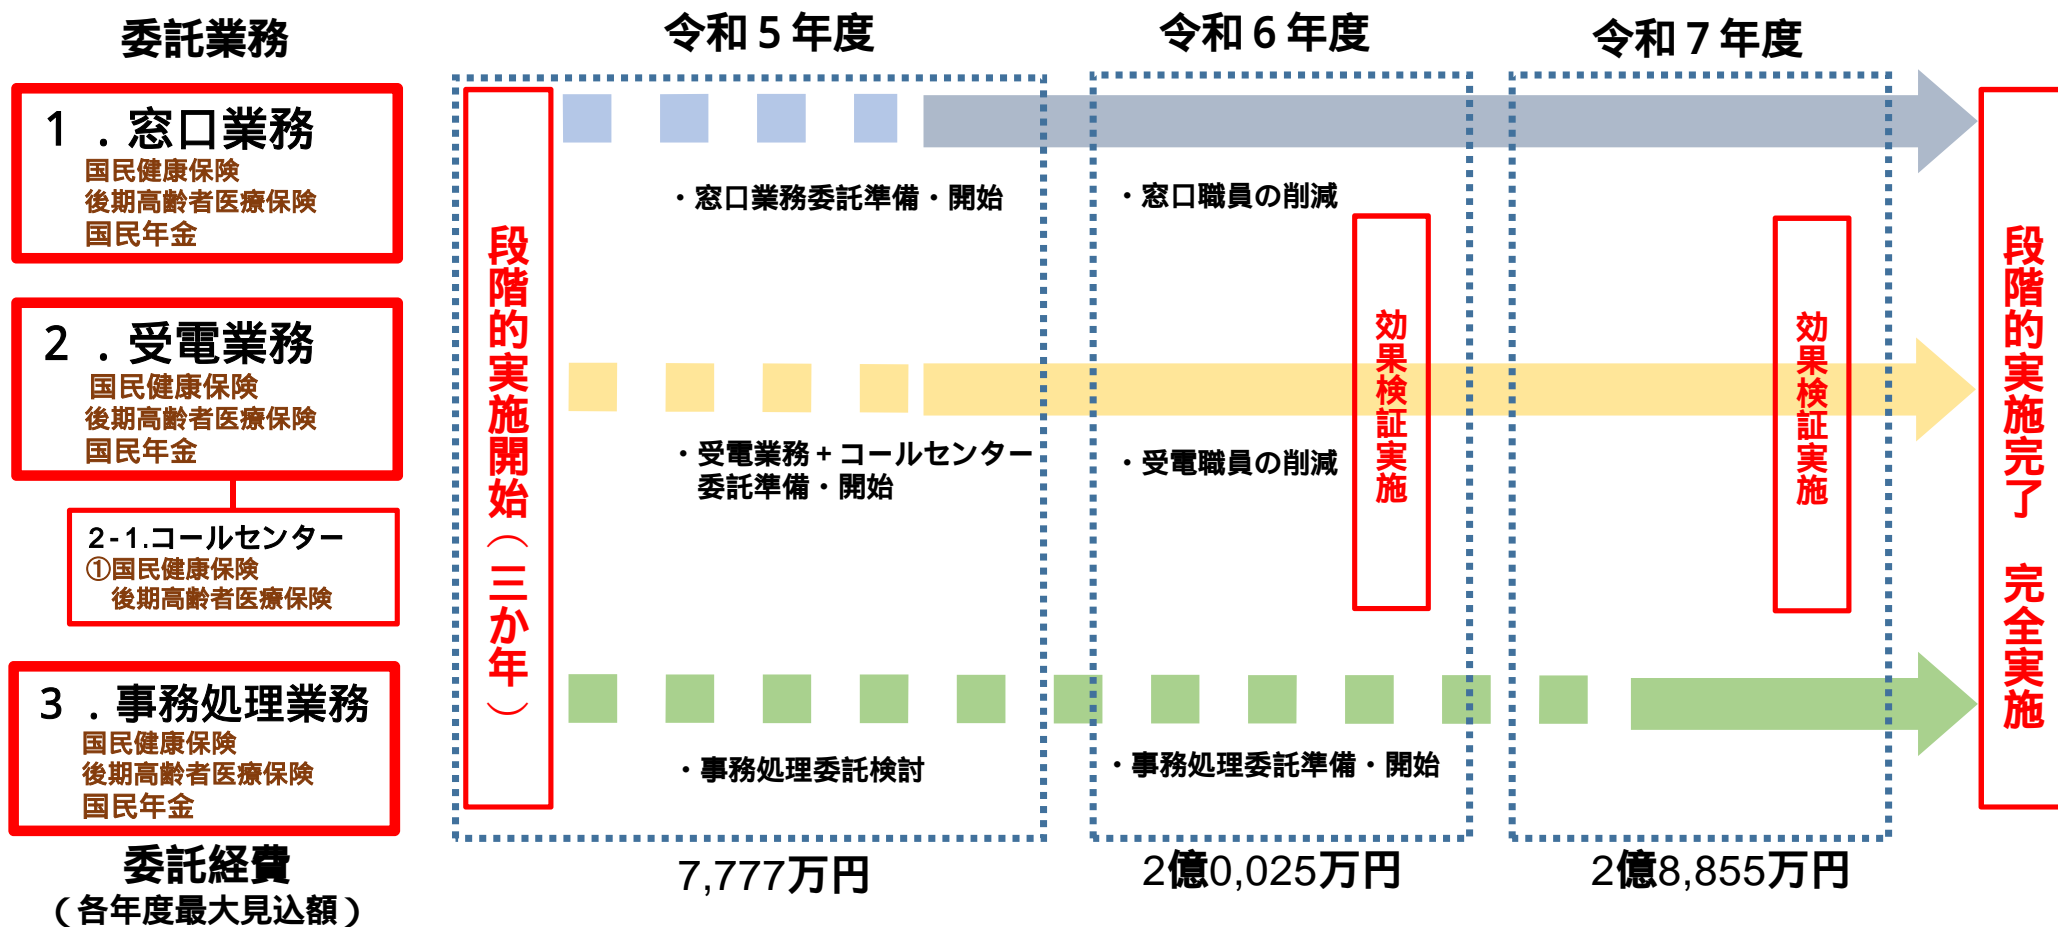 委託業務
令和５年度
令和６年度
令和７年度
１．窓口業務
国民健康保険
後期高齢者医療保険
国民年金
２．受電業務
国民健康保険
後期高齢者医療保険
国民年金
2-1.コールセンター
①国民健康保険
後期高齢者医療保険
３．事務処理業務
国民健康保険
後期高齢者医療保険
国民年金
段階的実施開始（三か年）
・窓口業務委託準備・開始
・受電業務+コールセンター
委託準備・開始
・事務処理委託検討
・窓口職員の削減
・受電職員の削減
・事務処理委託準備・開始
効果検証実施
効果検証実施
段階的実施完了　完全実施
委託経費
（各年度最大見込額）
7,777万円
2億0,025万円
2億8,855万円